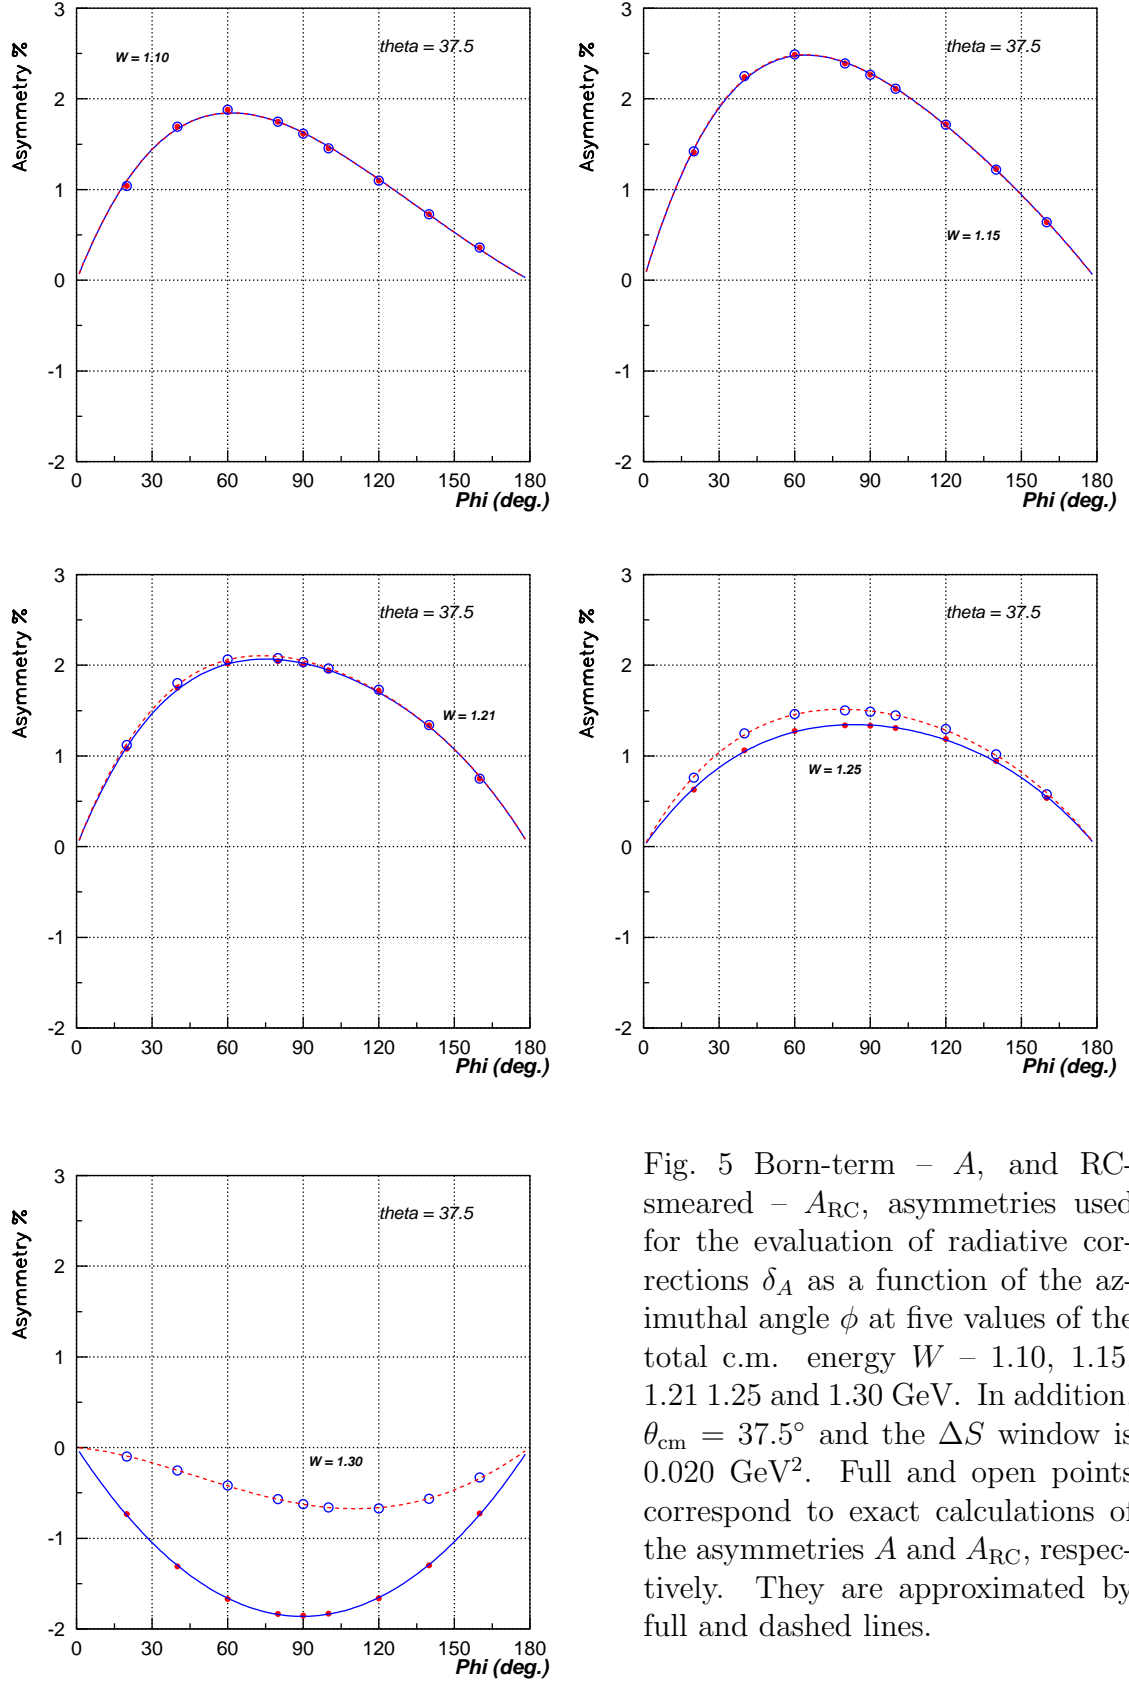 3
2
1
0
-1
-2
0 30 60 90 120 150 180
Asymmetry %
Phi (deg.)
W = 1.10
theta = 37.5
3
2
1
0
-1
-2
0 30 60 90 120 150 180
Asymmetry %
Phi (deg.)
theta = 37.5
W = 1.15
3
2
1
0
-1
-2
0 30 60 90 120 150 180
Asymmetry %
Phi (deg.)
theta = 37.5
W = 1.21
3
2
1
0
-1
-2
0 30 60 90 120 150 180
Asymmetry %
Phi (deg.)
theta = 37.5
W = 1.25
3
2
1
0
-1
-2
0 30 60 90 120 150 180
Asymmetry %
Phi (deg.)
theta = 37.5
W = 1.30
Fig. 5 Born-term – A, and RC-
smeared – A_RC, asymmetries used
for the evaluation of radiative cor-
rections δ_A as a function of the az-
imuthal angle ϕ at five values of the
total c.m. energy W – 1.10, 1.15
1.21 1.25 and 1.30 GeV. In addition
θ_cm = 37.5° and the ΔS window is
0.020 GeV². Full and open points
correspond to exact calculations of
the asymmetries A and A_RC, respec-
tively. They are approximated by
full and dashed lines.